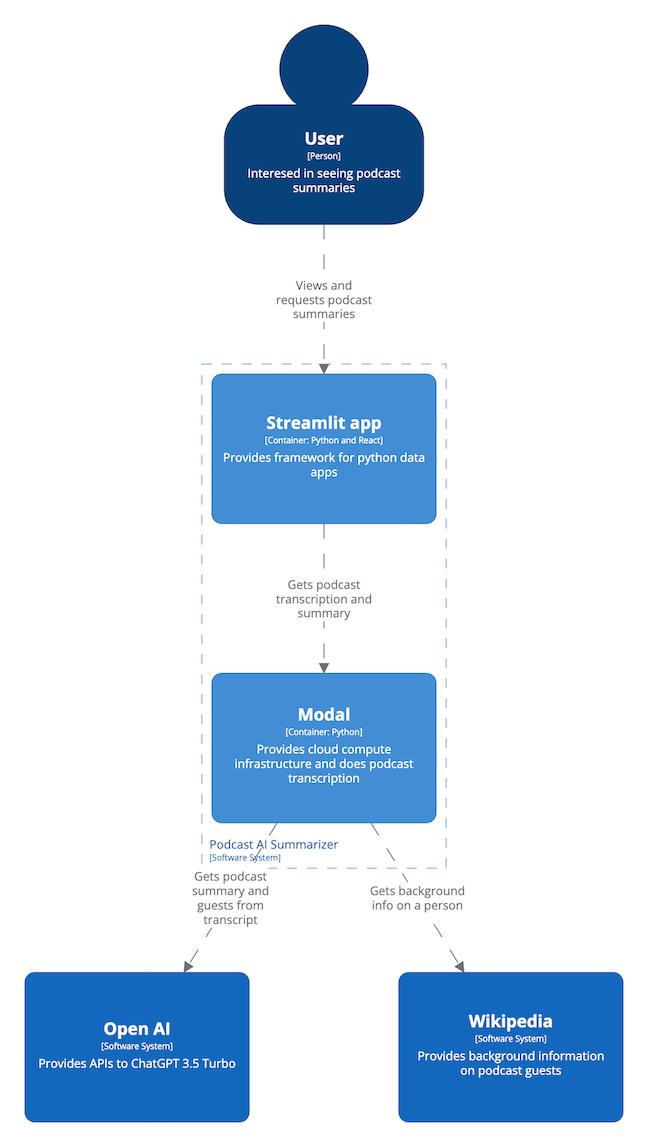 User
[Person]
Interesed in seeing podcast
summaries
Views and
requests podcast
summaries
Streamlit app
[Container: Python and React]
Provides framework for python data
apps
Gets podcast
transcription and
summary
Modal
[Container: Python]
Provides cloud compute
infrastructure and does podcast
transcription
Podcast AI Summarizer
[Software System]
Gets podcast
summary and
guests from
transcript
Gets background
info on a person
Open AI
[Software System]
Provides APIs to ChatGPT 3.5 Turbo
Wikipedia
[Software System]
Provides background information
on podcast guests